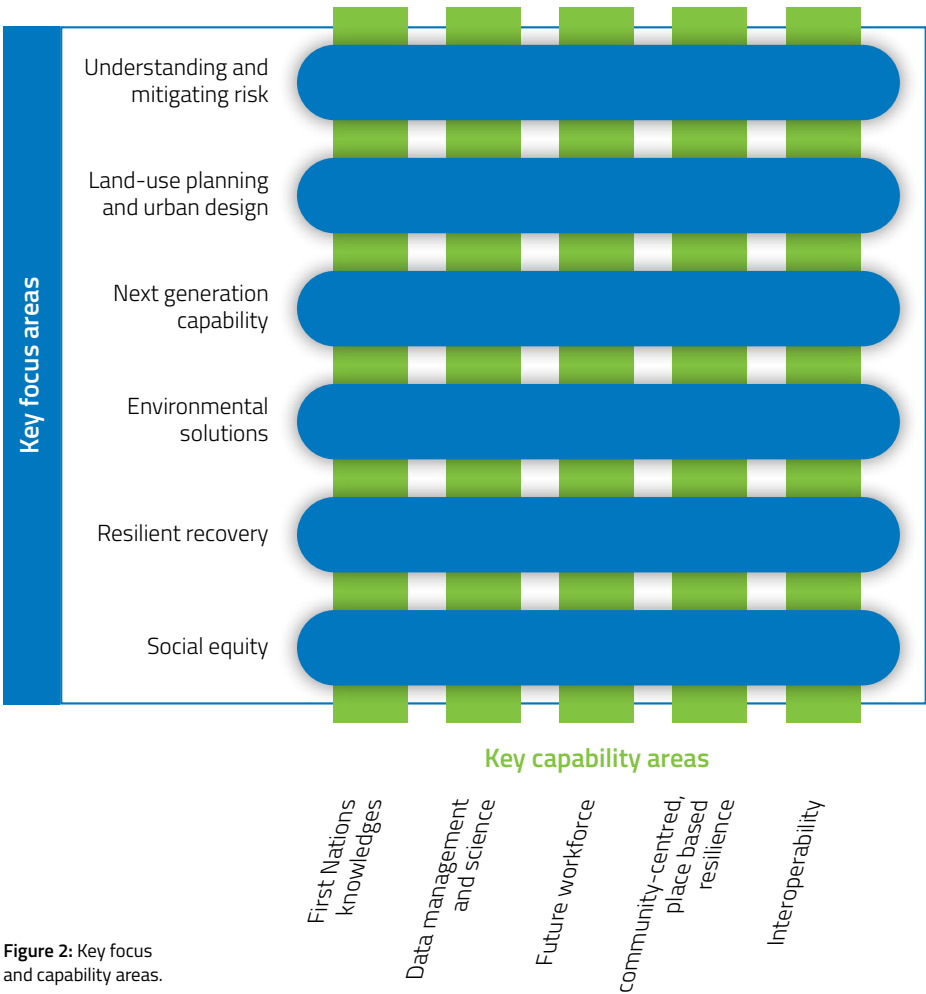 Key focus areas
Understanding and
mitigating risk
Land-use planning
and urban design
Next generation
capability
Environmental
solutions
Resilient recovery
Social equity
Key capability areas
First Nations
knowledges
Data management
and science
Future workforce
community-centred,
place based
resilience
Interoperability
Figure 2: Key focus
and capability areas.